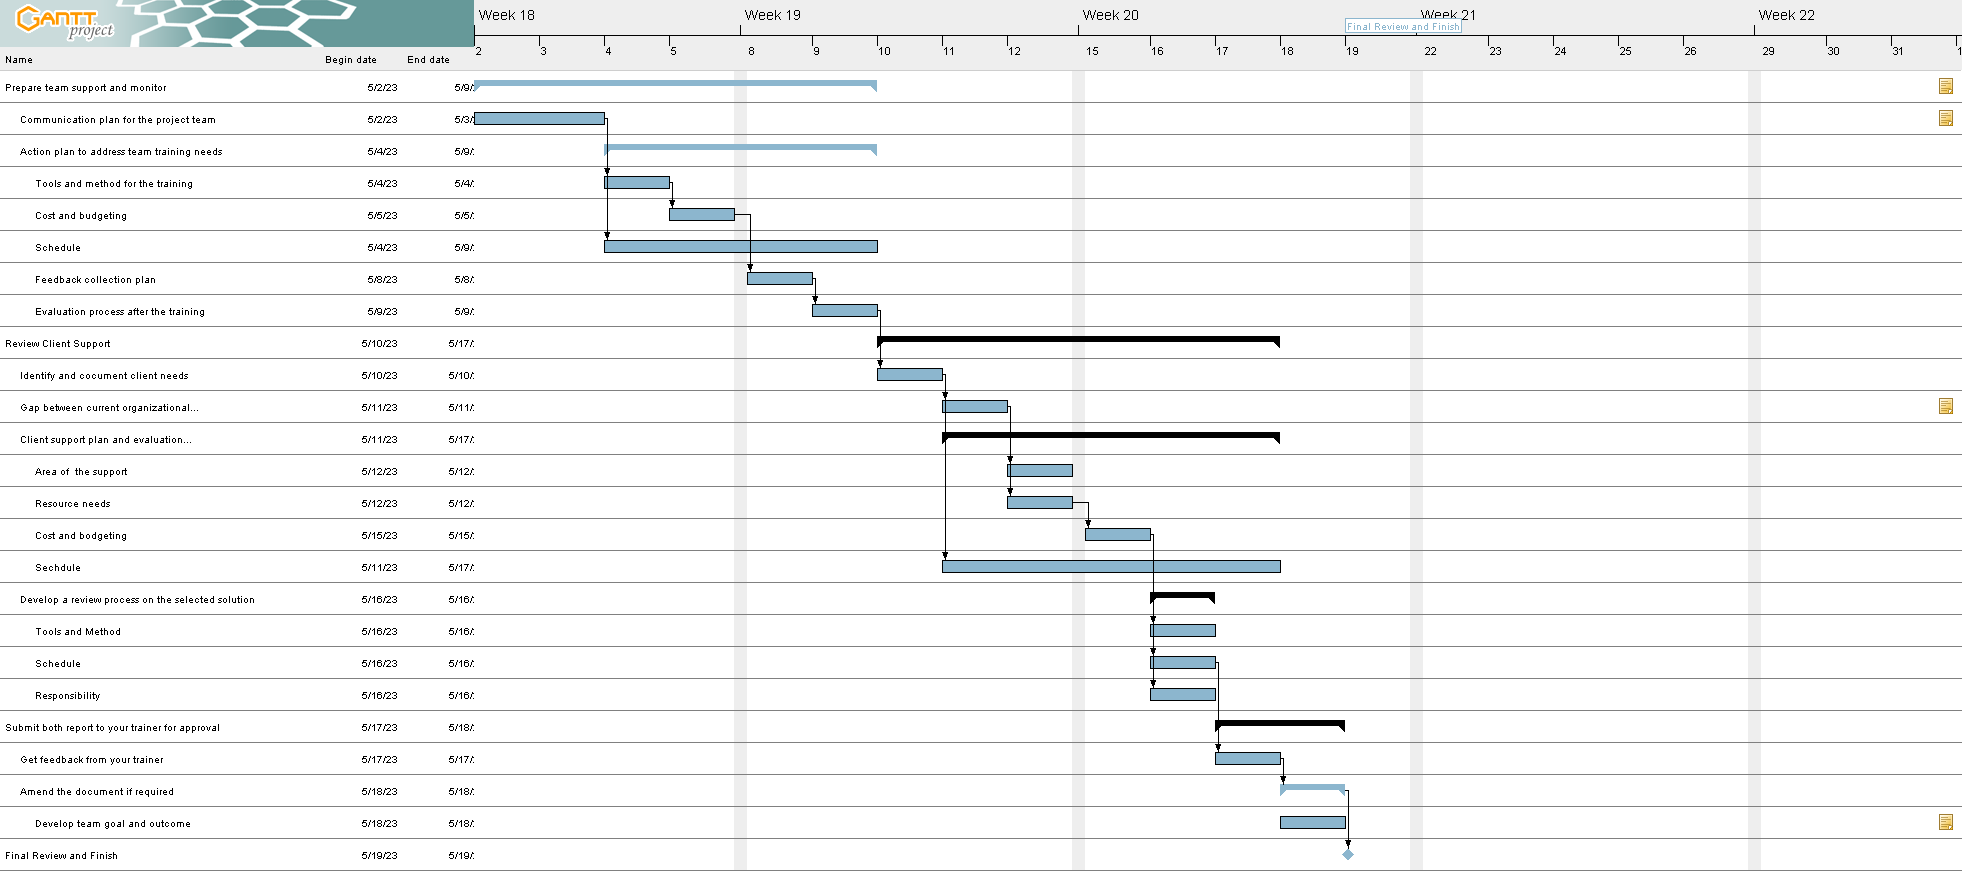 GANTT project
Week 18 Week 19 Week 20 Week 21 Week 22
Final Review and Finish
2 3 4 5 8 9 10 11 12 15 16 17 18 19 22 23 24 25 26 29 30 31 1
Name Begin date End date
Prepare team support and monitor 5/2/23 5/9/
Communication plan for the project team 5/2/23 5/3/
Action plan to address team training needs 5/4/23 5/9/
Tools and method for the training 5/4/23 5/4/
Cost and budgeting 5/5/23 5/5/
Schedule 5/4/23 5/9/
Feedback collection plan 5/8/23 5/8/
Evaluation process after the training 5/9/23 5/9/
Review Client Support 5/10/23 5/17/
Identify and cocument client needs 5/10/23 5/10/
Gap between current organizational... 5/11/23 5/11/
Client support plan and evaluation... 5/11/23 5/17/
Area of the support 5/12/23 5/12/
Resource needs 5/12/23 5/12/
Cost and bodgeting 5/15/23 5/15/
Sechdule 5/11/23 5/17/
Develop a review process on the selected solution 5/16/23 5/16/
Tools and Method 5/16/23 5/16/
Schedule 5/16/23 5/16/
Responsibility 5/16/23 5/16/
Submit both report to your trainer for approval 5/17/23 5/18/
Get feedback from your trainer 5/17/23 5/17/
Amend the document if required 5/18/23 5/18/
Develop team goal and outcome 5/18/23 5/18/
Final Review and Finish 5/19/23 5/19/